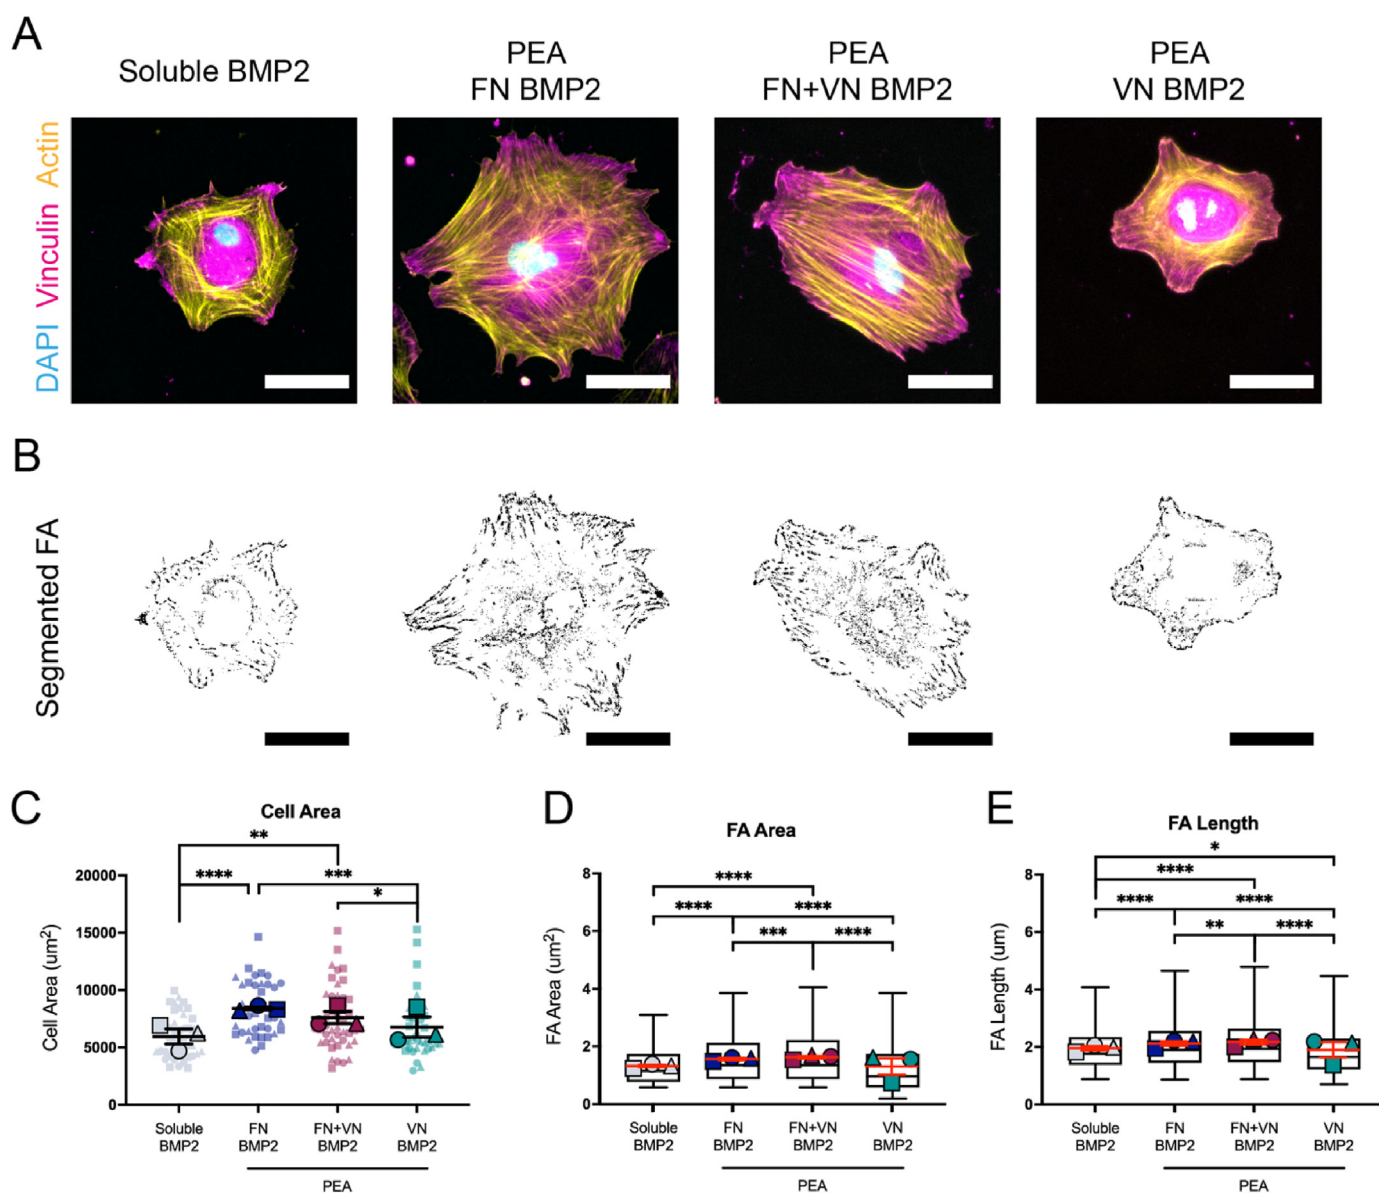 A
Soluble BMP2
PEA
FN BMP2
PEA
FN+VN BMP2
PEA
VN BMP2
DAPI Vinculin Actin
B
Segmented FA
C
Cell Area
**
****
***
*
20000
15000
10000
5000
0
Cell Area (um²)
Soluble
BMP2
FN
BMP2
FN+VN
BMP2
VN
BMP2
PEA
D
FA Area
****
****
****
***
****
8
6
4
2
0
FA Area (um²)
Soluble
BMP2
FN
BMP2
FN+VN
BMP2
VN
BMP2
PEA
E
FA Length
*
****
****
****
**
****
8
6
4
2
0
FA Length (um)
Soluble
BMP2
FN
BMP2
FN+VN
BMP2
VN
BMP2
PEA